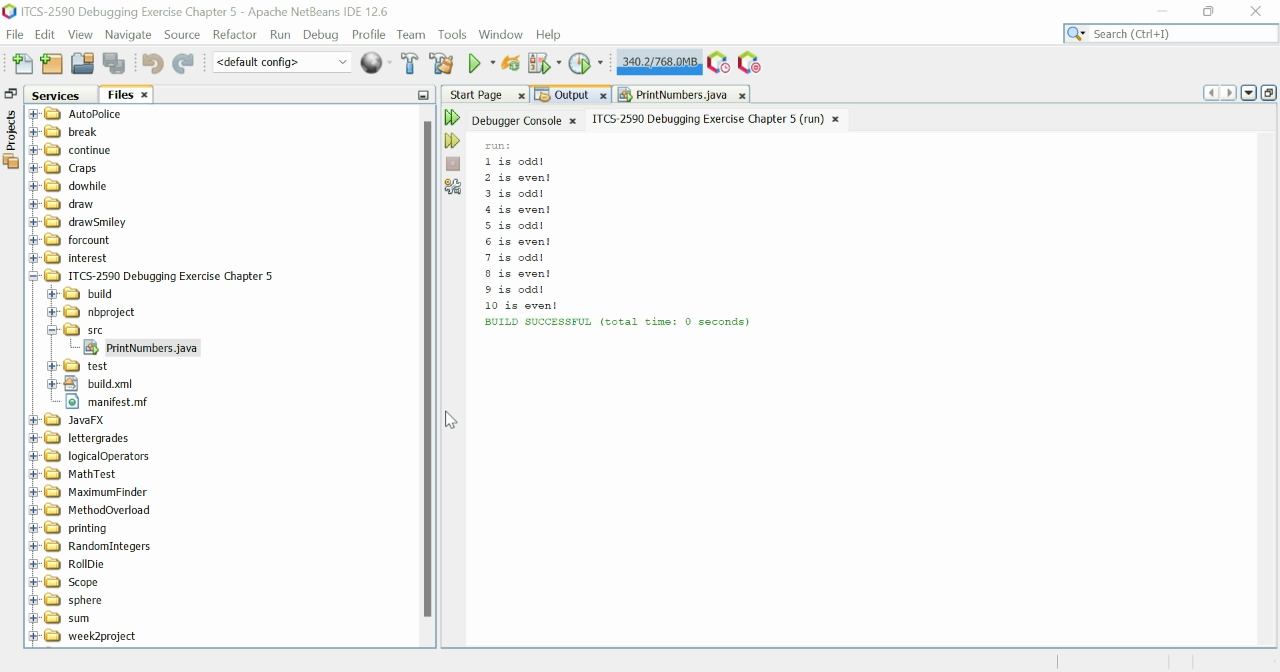 ITCS-2590 Debugging Exercise Chapter 5 - Apache NetBeans IDE 12.6
File Edit View Navigate Source Refactor Run Debug Profile Team Tools Window Help
Search (Ctrl+I)
<default config>
340.2/768.0MB
Services
Files
Start Page
Output
PrintNumbers.java
Projects
Debugger Console
ITCS-2590 Debugging Exercise Chapter 5 (run)
AutoPolice
break
continue
Craps
dowhile
draw
drawSmiley
forcount
interest
ITCS-2590 Debugging Exercise Chapter 5
build
nbproject
src
PrintNumbers.java
test
build.xml
manifest.mf
JavaFX
lettergrades
logicalOperators
MathTest
MaximumFinder
MethodOverload
printing
RandomIntegers
RollDie
Scope
sphere
sum
week2project
run:
1 is odd!
2 is even!
3 is odd!
4 is even!
5 is odd!
6 is even!
7 is odd!
8 is even!
9 is odd!
10 is even!
BUILD SUCCESSFUL (total time: 0 seconds)